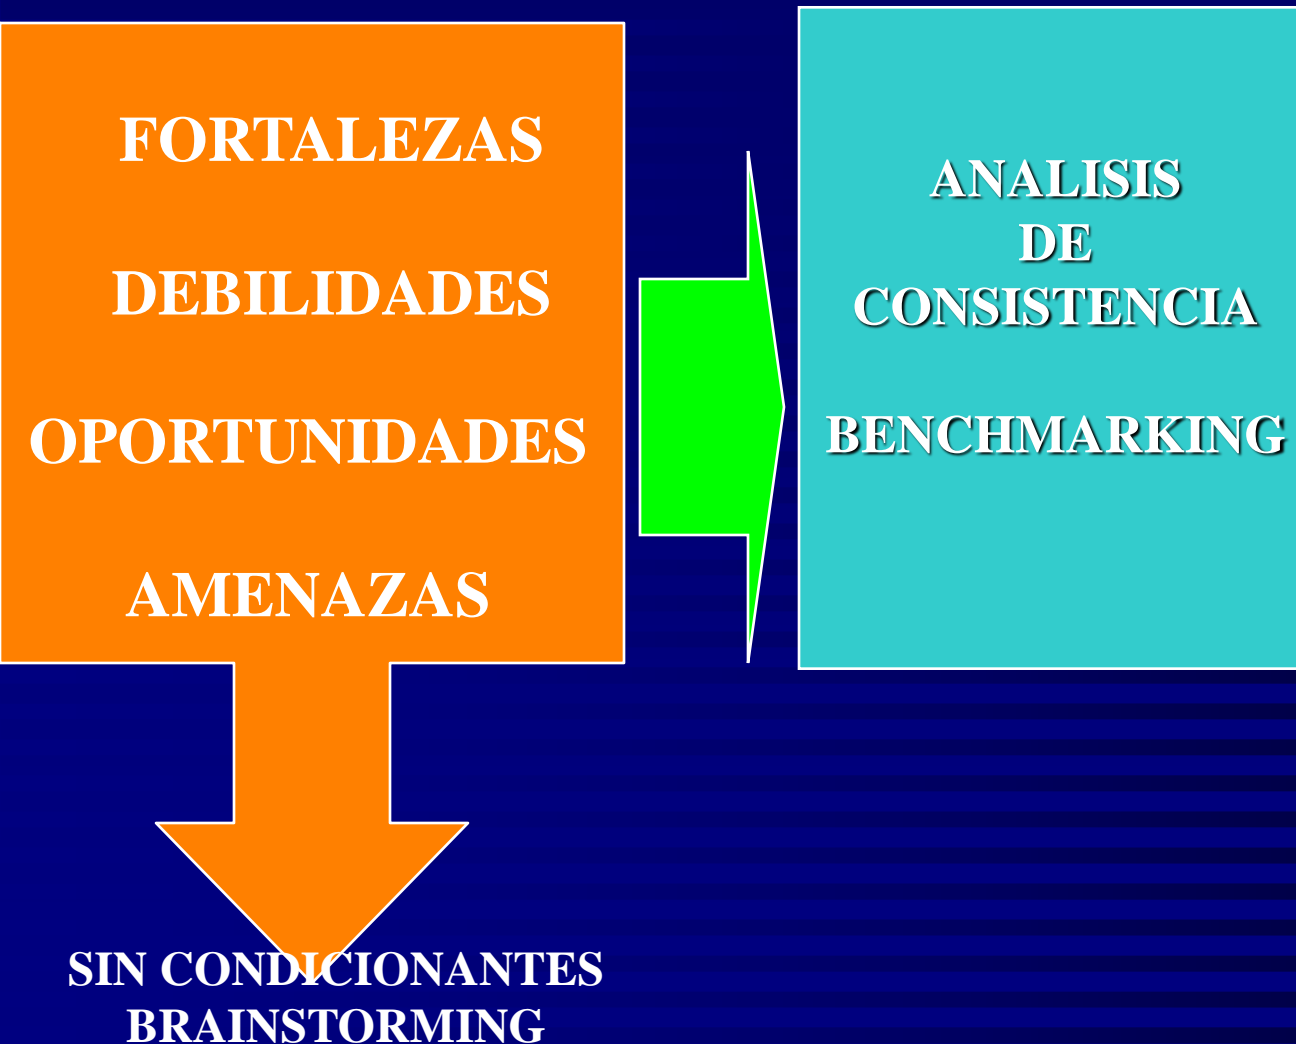 FORTALEZAS
DEBILIDADES
OPORTUNIDADES
AMENAZAS
ANALISIS
DE
CONSISTENCIA
BENCHMARKING
SIN CONDICIONANTES
BRAINSTORMING